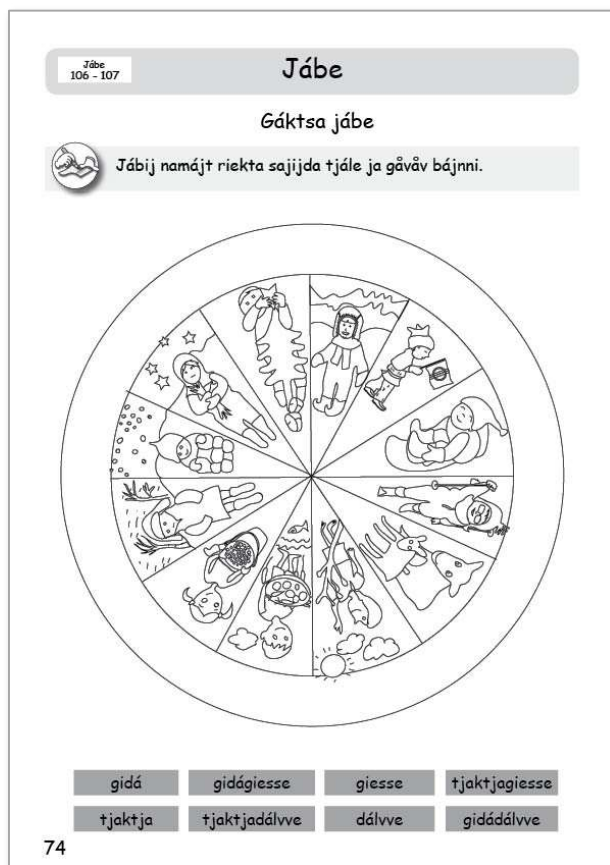 Jábe
106 - 107
Jábe
Gáktsa jábe
Jábij namájt riekta sajijda tjále ja gåvåv bájnni.
gidá gidágiesse giesse tjaktjagiesse
tjaktja tjaktjadálvve dálvve gidádálvve
74